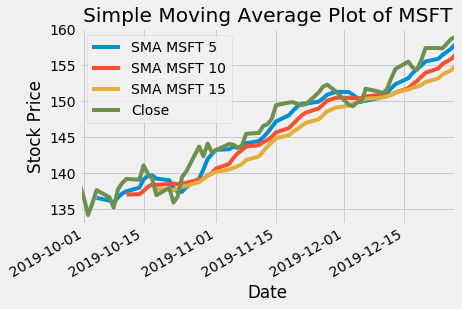 Simple Moving Average Plot of MSFT
160
155
150
145
140
135
Stock Price
SMA MSFT 5
SMA MSFT 10
SMA MSFT 15
Close
2019-10-01
2019-10-15
2019-11-01
2019-11-15
2019-12-01
2019-12-15
Date